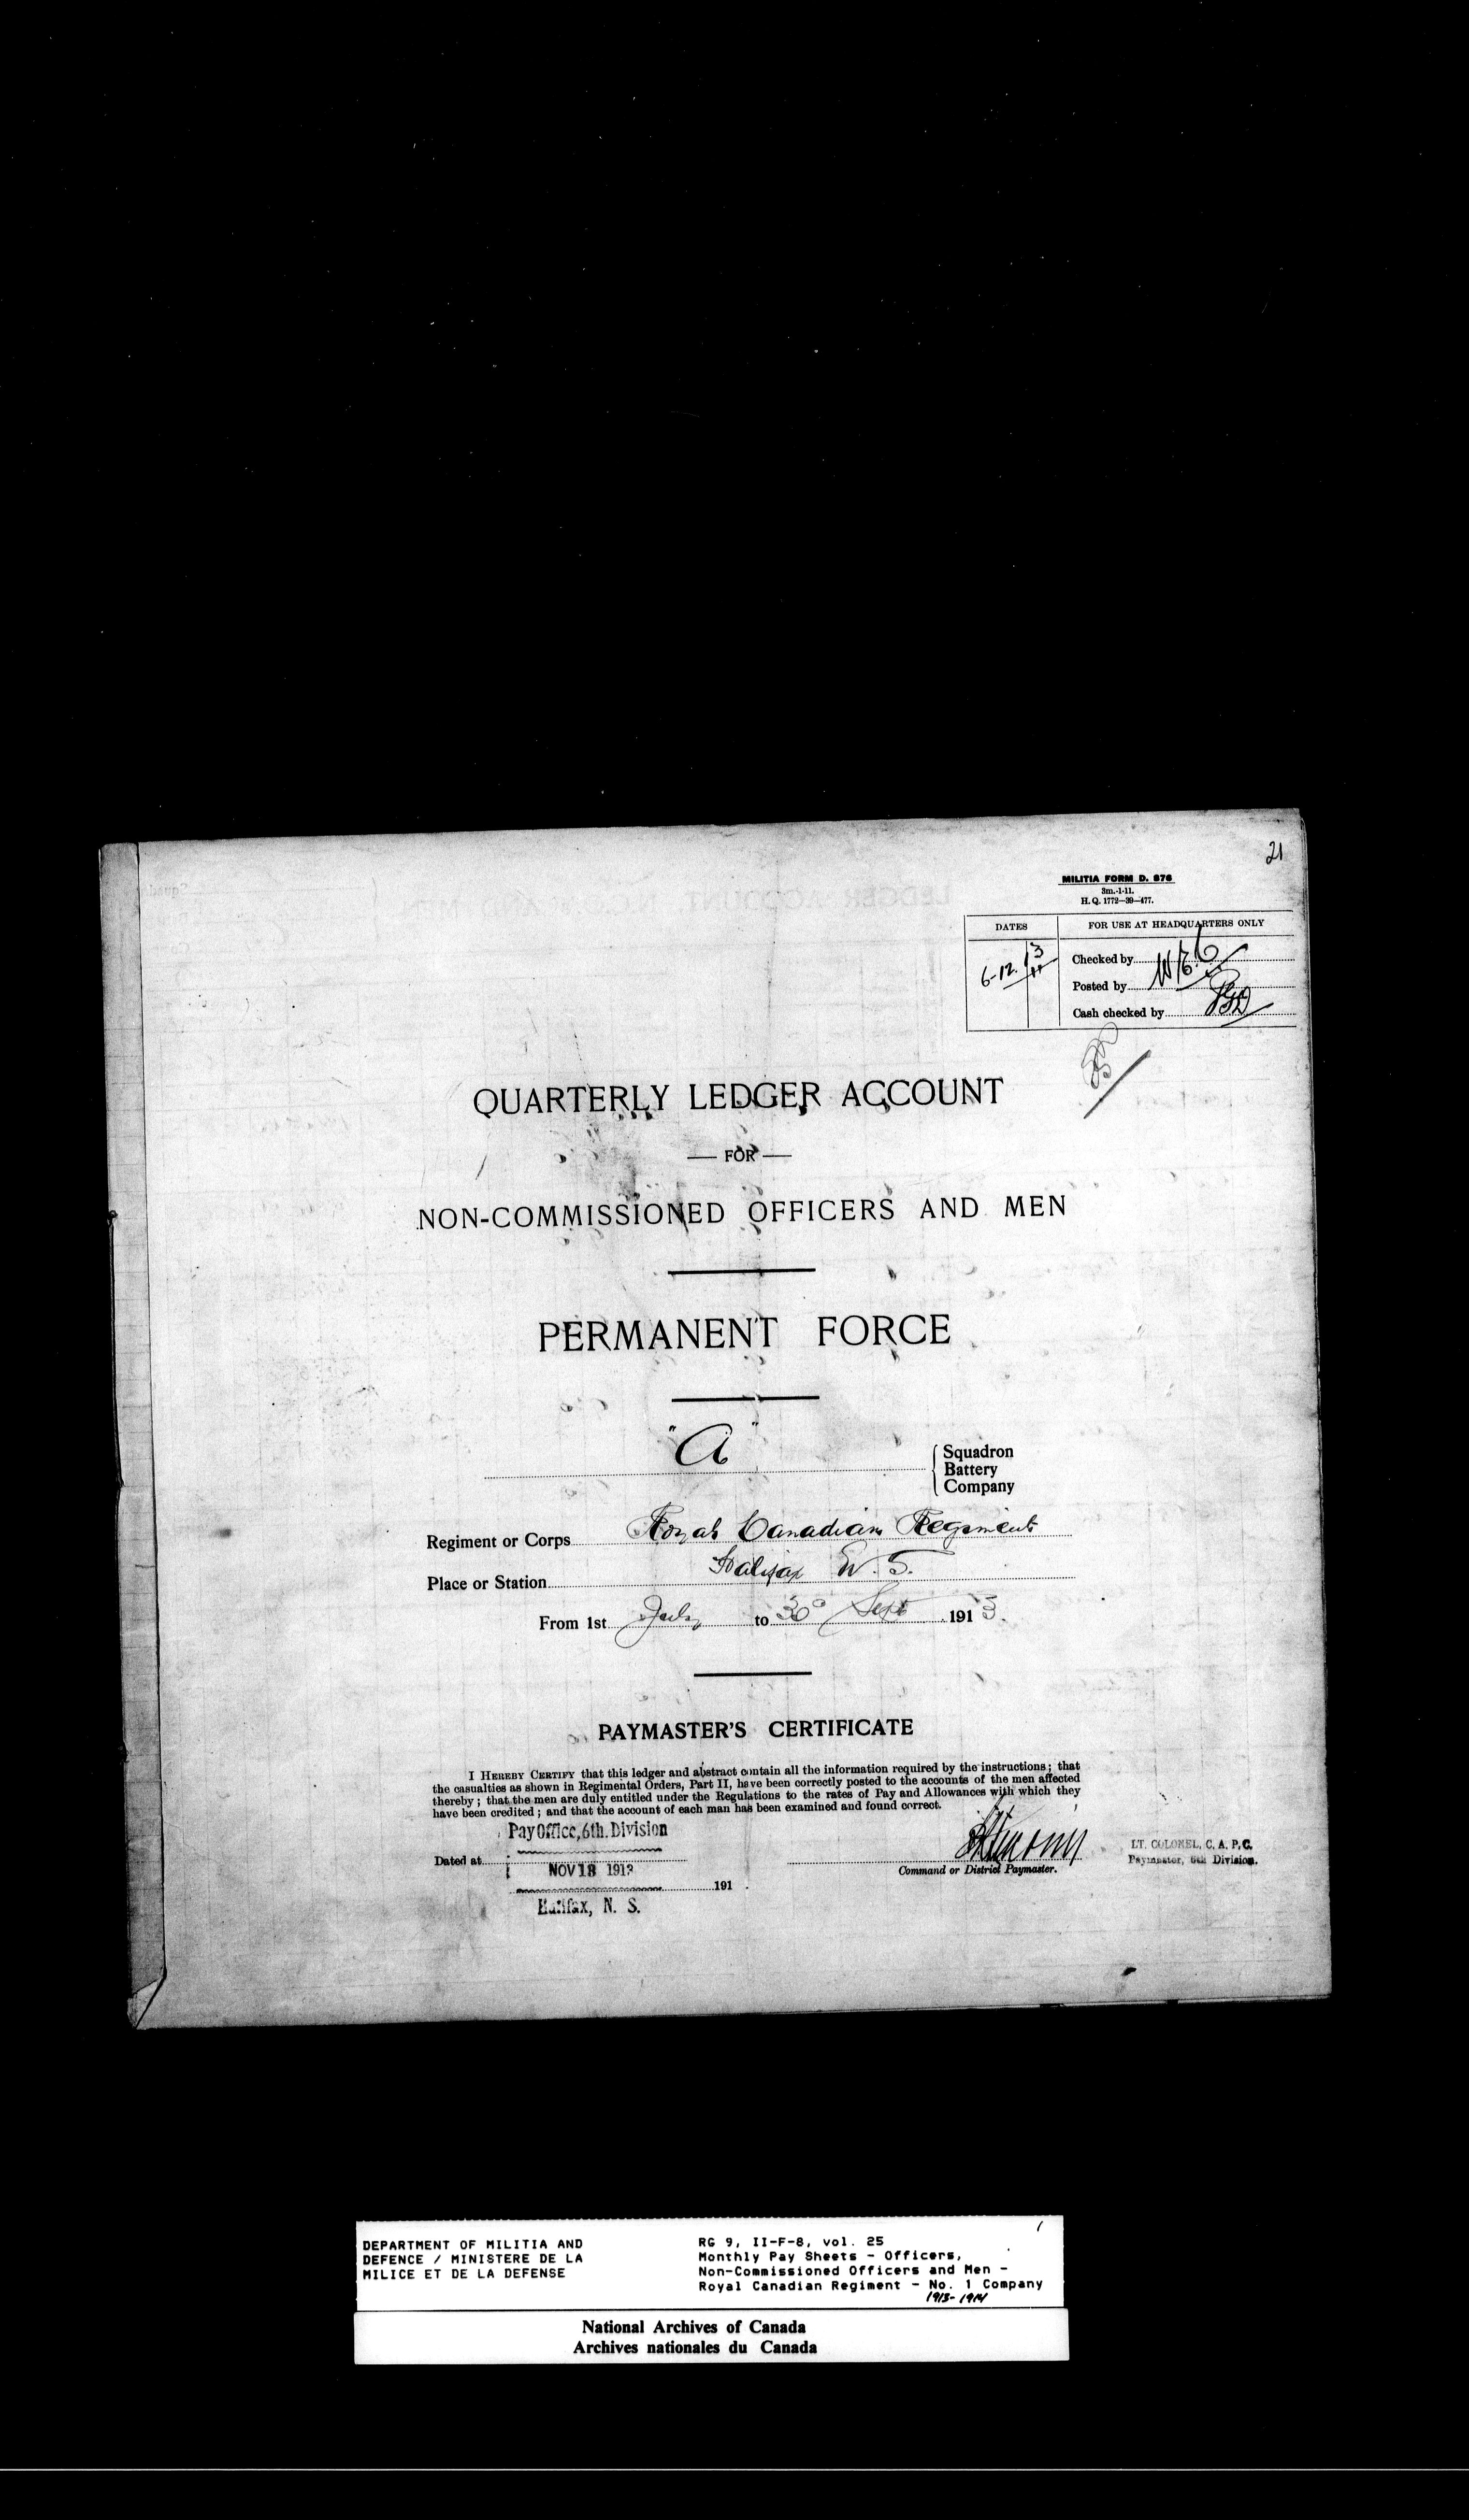 21
MILITIA FORM D. 876
3m.-1-11.
H. Q. 1772—39—477.
DATES
FOR USE AT HEADQUARTERS ONLY
6-12. 13
Checked by
Posted by
Cash checked by
QUARTERLY LEDGER ACCOUNT
— FOR —
NON-COMMISSIONED OFFICERS AND MEN
PERMANENT FORCE
"A"
Squadron
Battery
Company
Regiment or Corps Royal Canadian Regiment
Place or Station Halifax N. S.
From 1st July to 30 Sept 1913.
PAYMASTER'S CERTIFICATE
I HEREBY CERTIFY that this ledger and abstract contain all the information required by the instructions; that
the casualties as shown in Regimental Orders, Part II, have been correctly posted to the accounts of the men affected
thereby; that the men are duly entitled under the Regulations to the rates of Pay and Allowances with which they
have been credited; and that the account of each man has been examined and found correct.
Pay Office, 6th. Division
Dated at
NOV 18 1913
191
Halifax, N. S.
Command or District Paymaster.
LT. COLONEL, C. A. P. C.
Paymaster, 6th Division.
1
DEPARTMENT OF MILITIA AND
DEFENCE / MINISTERE DE LA
MILICE ET DE LA DEFENSE
RG 9, II-F-8, vol. 25
Monthly Pay Sheets - Officers,
Non-Commissioned Officers and Men -
Royal Canadian Regiment - No. 1 Company
1913-1914
National Archives of Canada
Archives nationales du Canada